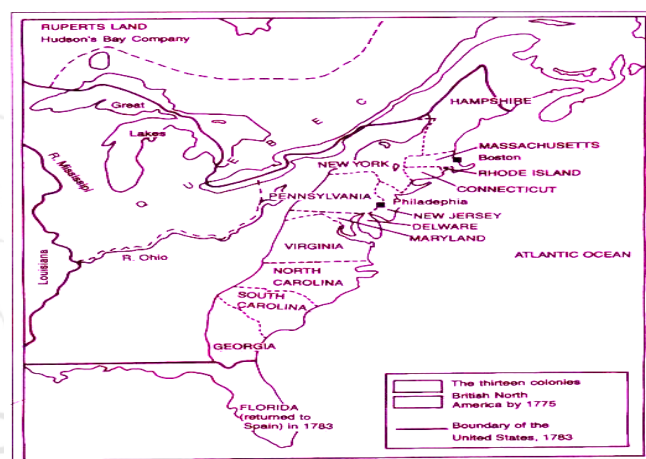 RUPERTS LAND
Hudson's Bay Company
Great
Lakes
QUEBEC
HAMPSHIRE
MASSACHUSETTS
Boston
NEW YORK
RHODE ISLAND
CONNECTICUT
R. Mississippi
PENNSYLVANIA
Philadephia
NEW JERSEY
DELWARE
MARYLAND
VIRGINIA
ATLANTIC OCEAN
R. Ohio
Louisiana
NORTH
CAROLINA
SOUTH
CAROLINA
GEORGIA
FLORIDA
(returned to
Spain) in 1783
The thirteen colonies
British North
America by 1775
Boundary of the
United States, 1783